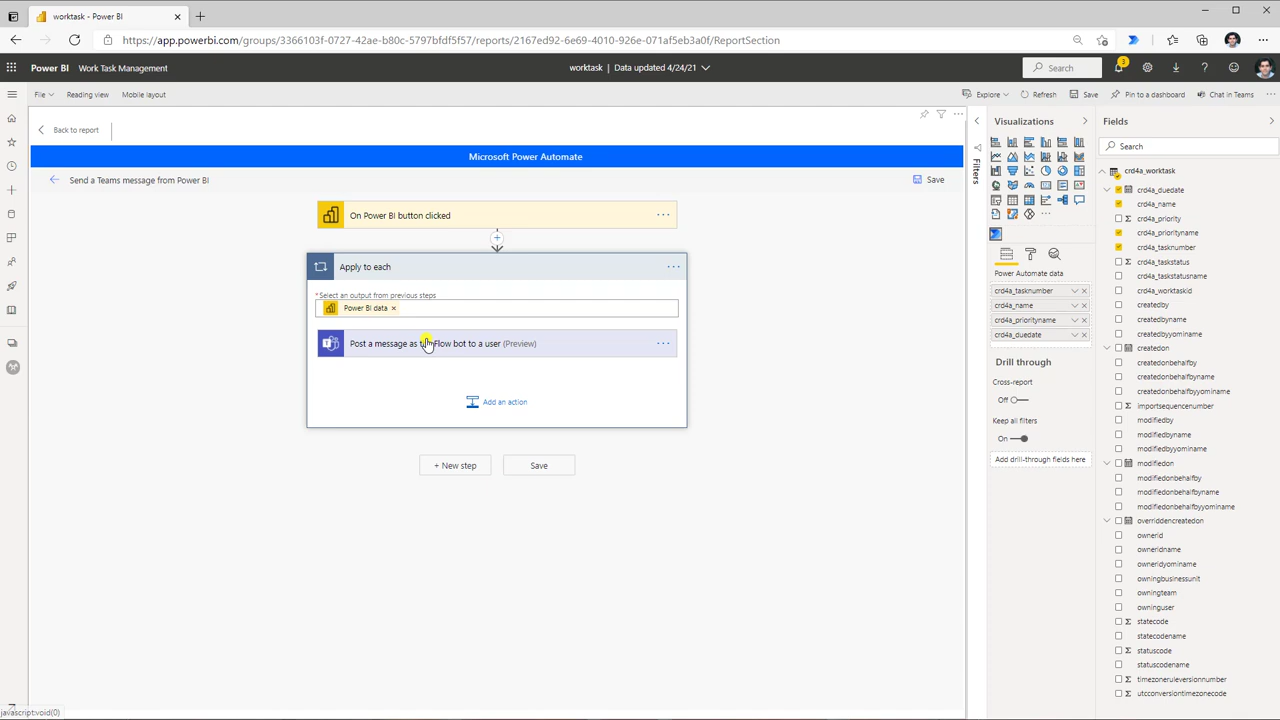 worktask - Power BI
https://app.powerbi.com/groups/3366103f-0727-42ae-b80c-5797bfdf5f57/reports/2167ed92-6e69-4010-926e-071af5eb3a0f/ReportSection
Power BI Work Task Management
worktask | Data updated 4/24/21
Search
3
File Reading view Mobile layout
Explore Refresh Save Pin to a dashboard Chat in Teams
Back to report
Microsoft Power Automate
Send a Teams message from Power BI
Save
On Power BI button clicked
Apply to each
*Select an output from previous steps
Power BI data
Post a message as the Flow bot to a user (Preview)
Add an action
+ New step
Save
Filters
Visualizations
Power Automate data
crd4a_tasknumber
crd4a_name
crd4a_priorityname
crd4a_duedate
Drill through
Cross-report
Off
Keep all filters
On
Add drill-through fields here
Fields
Search
crd4a_worktask
crd4a_duedate
crd4a_name
crd4a_priority
crd4a_priorityname
crd4a_tasknumber
crd4a_taskstatus
crd4a_taskstatusname
crd4a_worktaskid
createdby
createdbyname
createdbyyominame
createdon
createdonbehalfby
createdonbehalfbyname
createdonbehalfbyyominame
importsequencenumber
modifiedby
modifiedbyname
modifiedbyyominame
modifiedon
modifiedonbehalfby
modifiedonbehalfbyname
modifiedonbehalfbyyominame
overriddencreatedon
ownerid
owneridname
owneridyominame
owningbusinessunit
owningteam
owninguser
statecode
statecodename
statuscode
statuscodename
timezoneruleversionnumber
utcconversiontimezonecode
javascript:void(0)